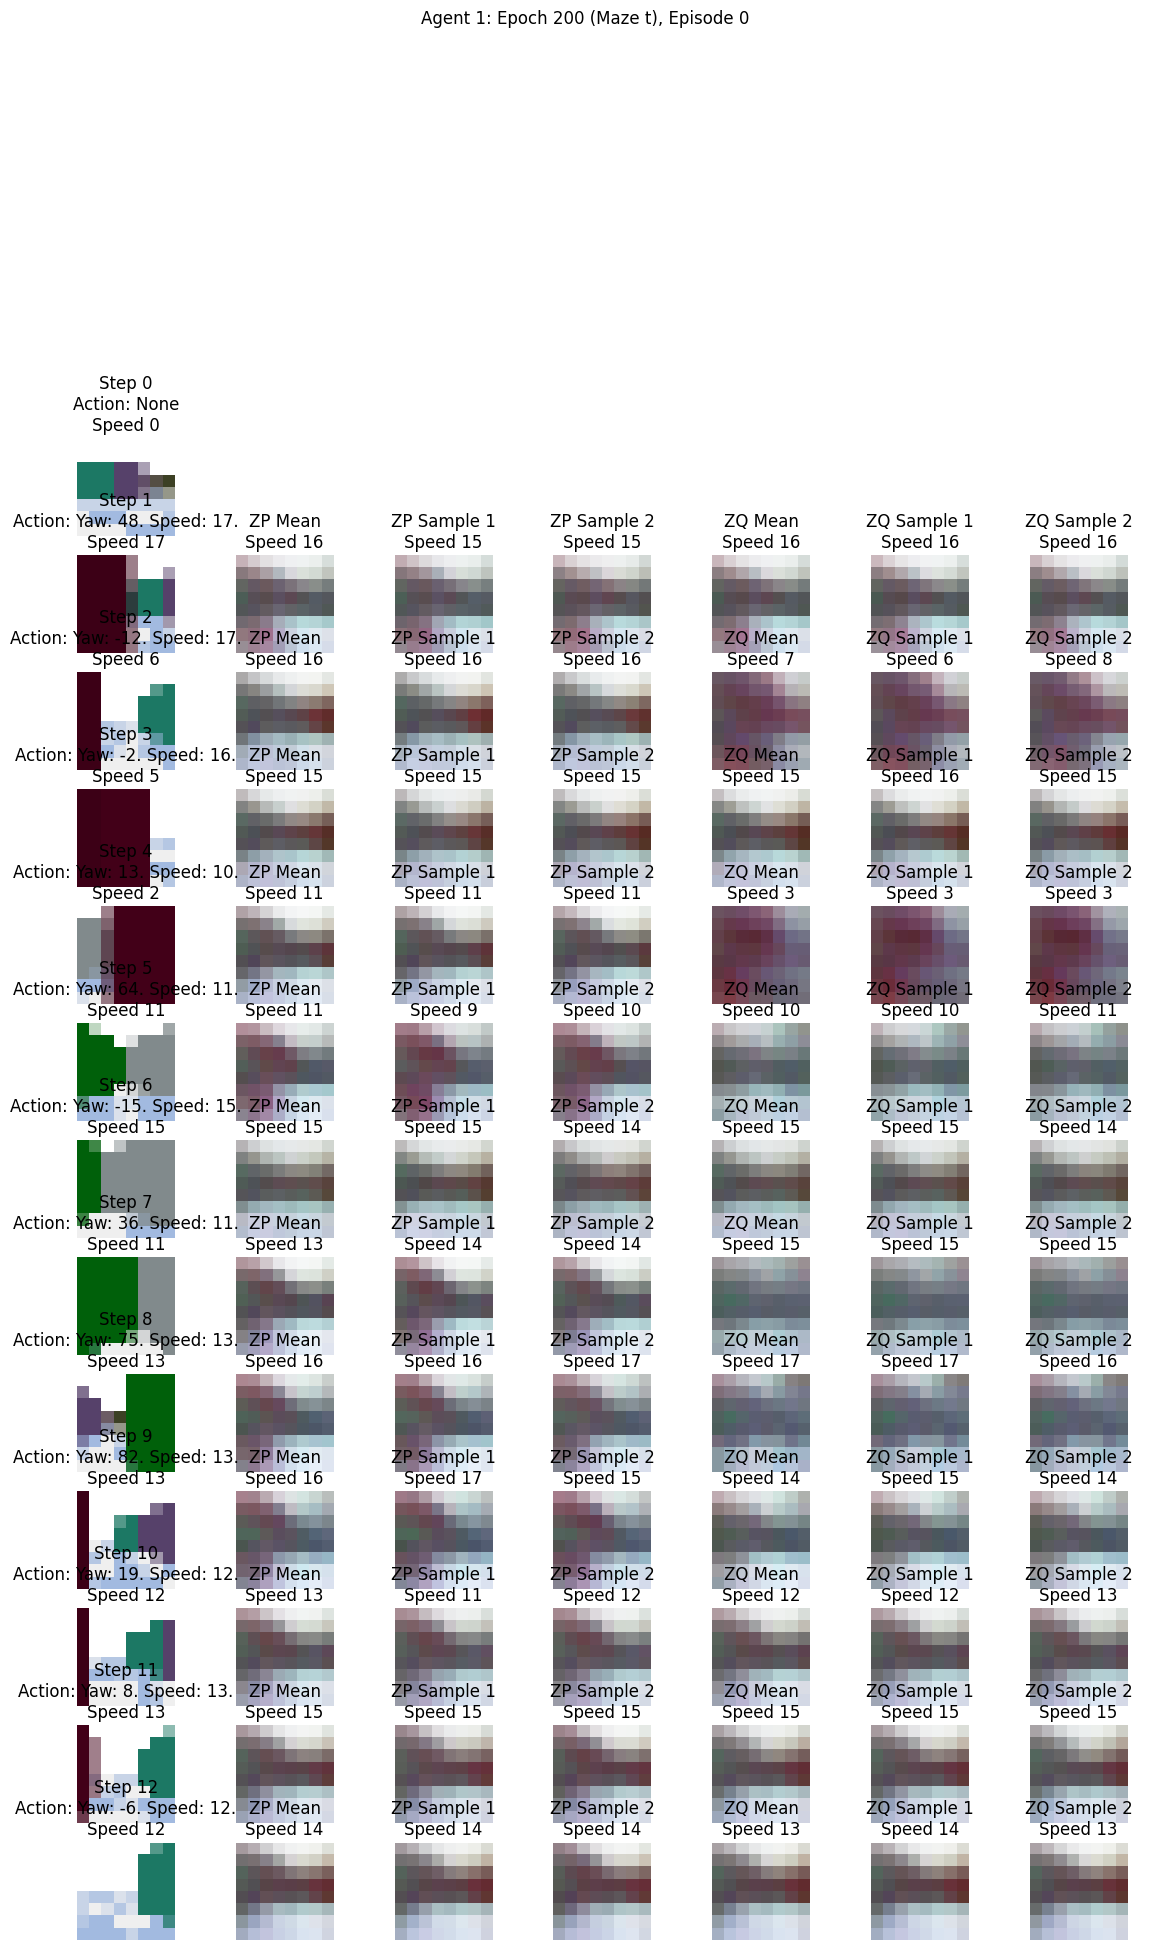 Agent 1: Epoch 200 (Maze t), Episode 0
Step 0
Action: None
Speed 0
Step 1
Action: Yaw: 48. Speed: 17.
Speed 17
ZP Mean
Speed 16
ZP Sample 1
Speed 15
ZP Sample 2
Speed 15
ZQ Mean
Speed 16
ZQ Sample 1
Speed 16
ZQ Sample 2
Speed 16
Step 2
Action: Yaw: -12. Speed: 17.
Speed 6
ZP Mean
Speed 16
ZP Sample 1
Speed 16
ZP Sample 2
Speed 16
ZQ Mean
Speed 7
ZQ Sample 1
Speed 6
ZQ Sample 2
Speed 8
Step 3
Action: Yaw: -2. Speed: 16.
Speed 5
ZP Mean
Speed 15
ZP Sample 1
Speed 15
ZP Sample 2
Speed 15
ZQ Mean
Speed 15
ZQ Sample 1
Speed 16
ZQ Sample 2
Speed 15
Step 4
Action: Yaw: 13. Speed: 10.
Speed 2
ZP Mean
Speed 11
ZP Sample 1
Speed 11
ZP Sample 2
Speed 11
ZQ Mean
Speed 3
ZQ Sample 1
Speed 3
ZQ Sample 2
Speed 3
Step 5
Action: Yaw: 64. Speed: 11.
Speed 11
ZP Mean
Speed 11
ZP Sample 1
Speed 9
ZP Sample 2
Speed 10
ZQ Mean
Speed 10
ZQ Sample 1
Speed 10
ZQ Sample 2
Speed 11
Step 6
Action: Yaw: -15. Speed: 15.
Speed 15
ZP Mean
Speed 15
ZP Sample 1
Speed 15
ZP Sample 2
Speed 14
ZQ Mean
Speed 15
ZQ Sample 1
Speed 15
ZQ Sample 2
Speed 14
Step 7
Action: Yaw: 36. Speed: 11.
Speed 11
ZP Mean
Speed 13
ZP Sample 1
Speed 14
ZP Sample 2
Speed 14
ZQ Mean
Speed 15
ZQ Sample 1
Speed 15
ZQ Sample 2
Speed 15
Step 8
Action: Yaw: 75. Speed: 13.
Speed 13
ZP Mean
Speed 16
ZP Sample 1
Speed 16
ZP Sample 2
Speed 17
ZQ Mean
Speed 17
ZQ Sample 1
Speed 17
ZQ Sample 2
Speed 16
Step 9
Action: Yaw: 82. Speed: 13.
Speed 13
ZP Mean
Speed 16
ZP Sample 1
Speed 17
ZP Sample 2
Speed 15
ZQ Mean
Speed 14
ZQ Sample 1
Speed 15
ZQ Sample 2
Speed 14
Step 10
Action: Yaw: 19. Speed: 12.
Speed 12
ZP Mean
Speed 13
ZP Sample 1
Speed 11
ZP Sample 2
Speed 12
ZQ Mean
Speed 12
ZQ Sample 1
Speed 12
ZQ Sample 2
Speed 13
Step 11
Action: Yaw: 8. Speed: 13.
Speed 13
ZP Mean
Speed 15
ZP Sample 1
Speed 15
ZP Sample 2
Speed 15
ZQ Mean
Speed 15
ZQ Sample 1
Speed 15
ZQ Sample 2
Speed 15
Step 12
Action: Yaw: -6. Speed: 12.
Speed 12
ZP Mean
Speed 14
ZP Sample 1
Speed 14
ZP Sample 2
Speed 14
ZQ Mean
Speed 13
ZQ Sample 1
Speed 14
ZQ Sample 2
Speed 13